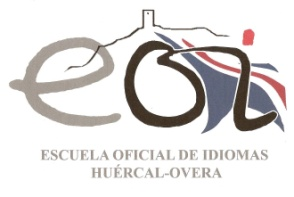 eoi
ESCUELA OFICIAL DE IDIOMAS
HUÉRCAL-OVERA